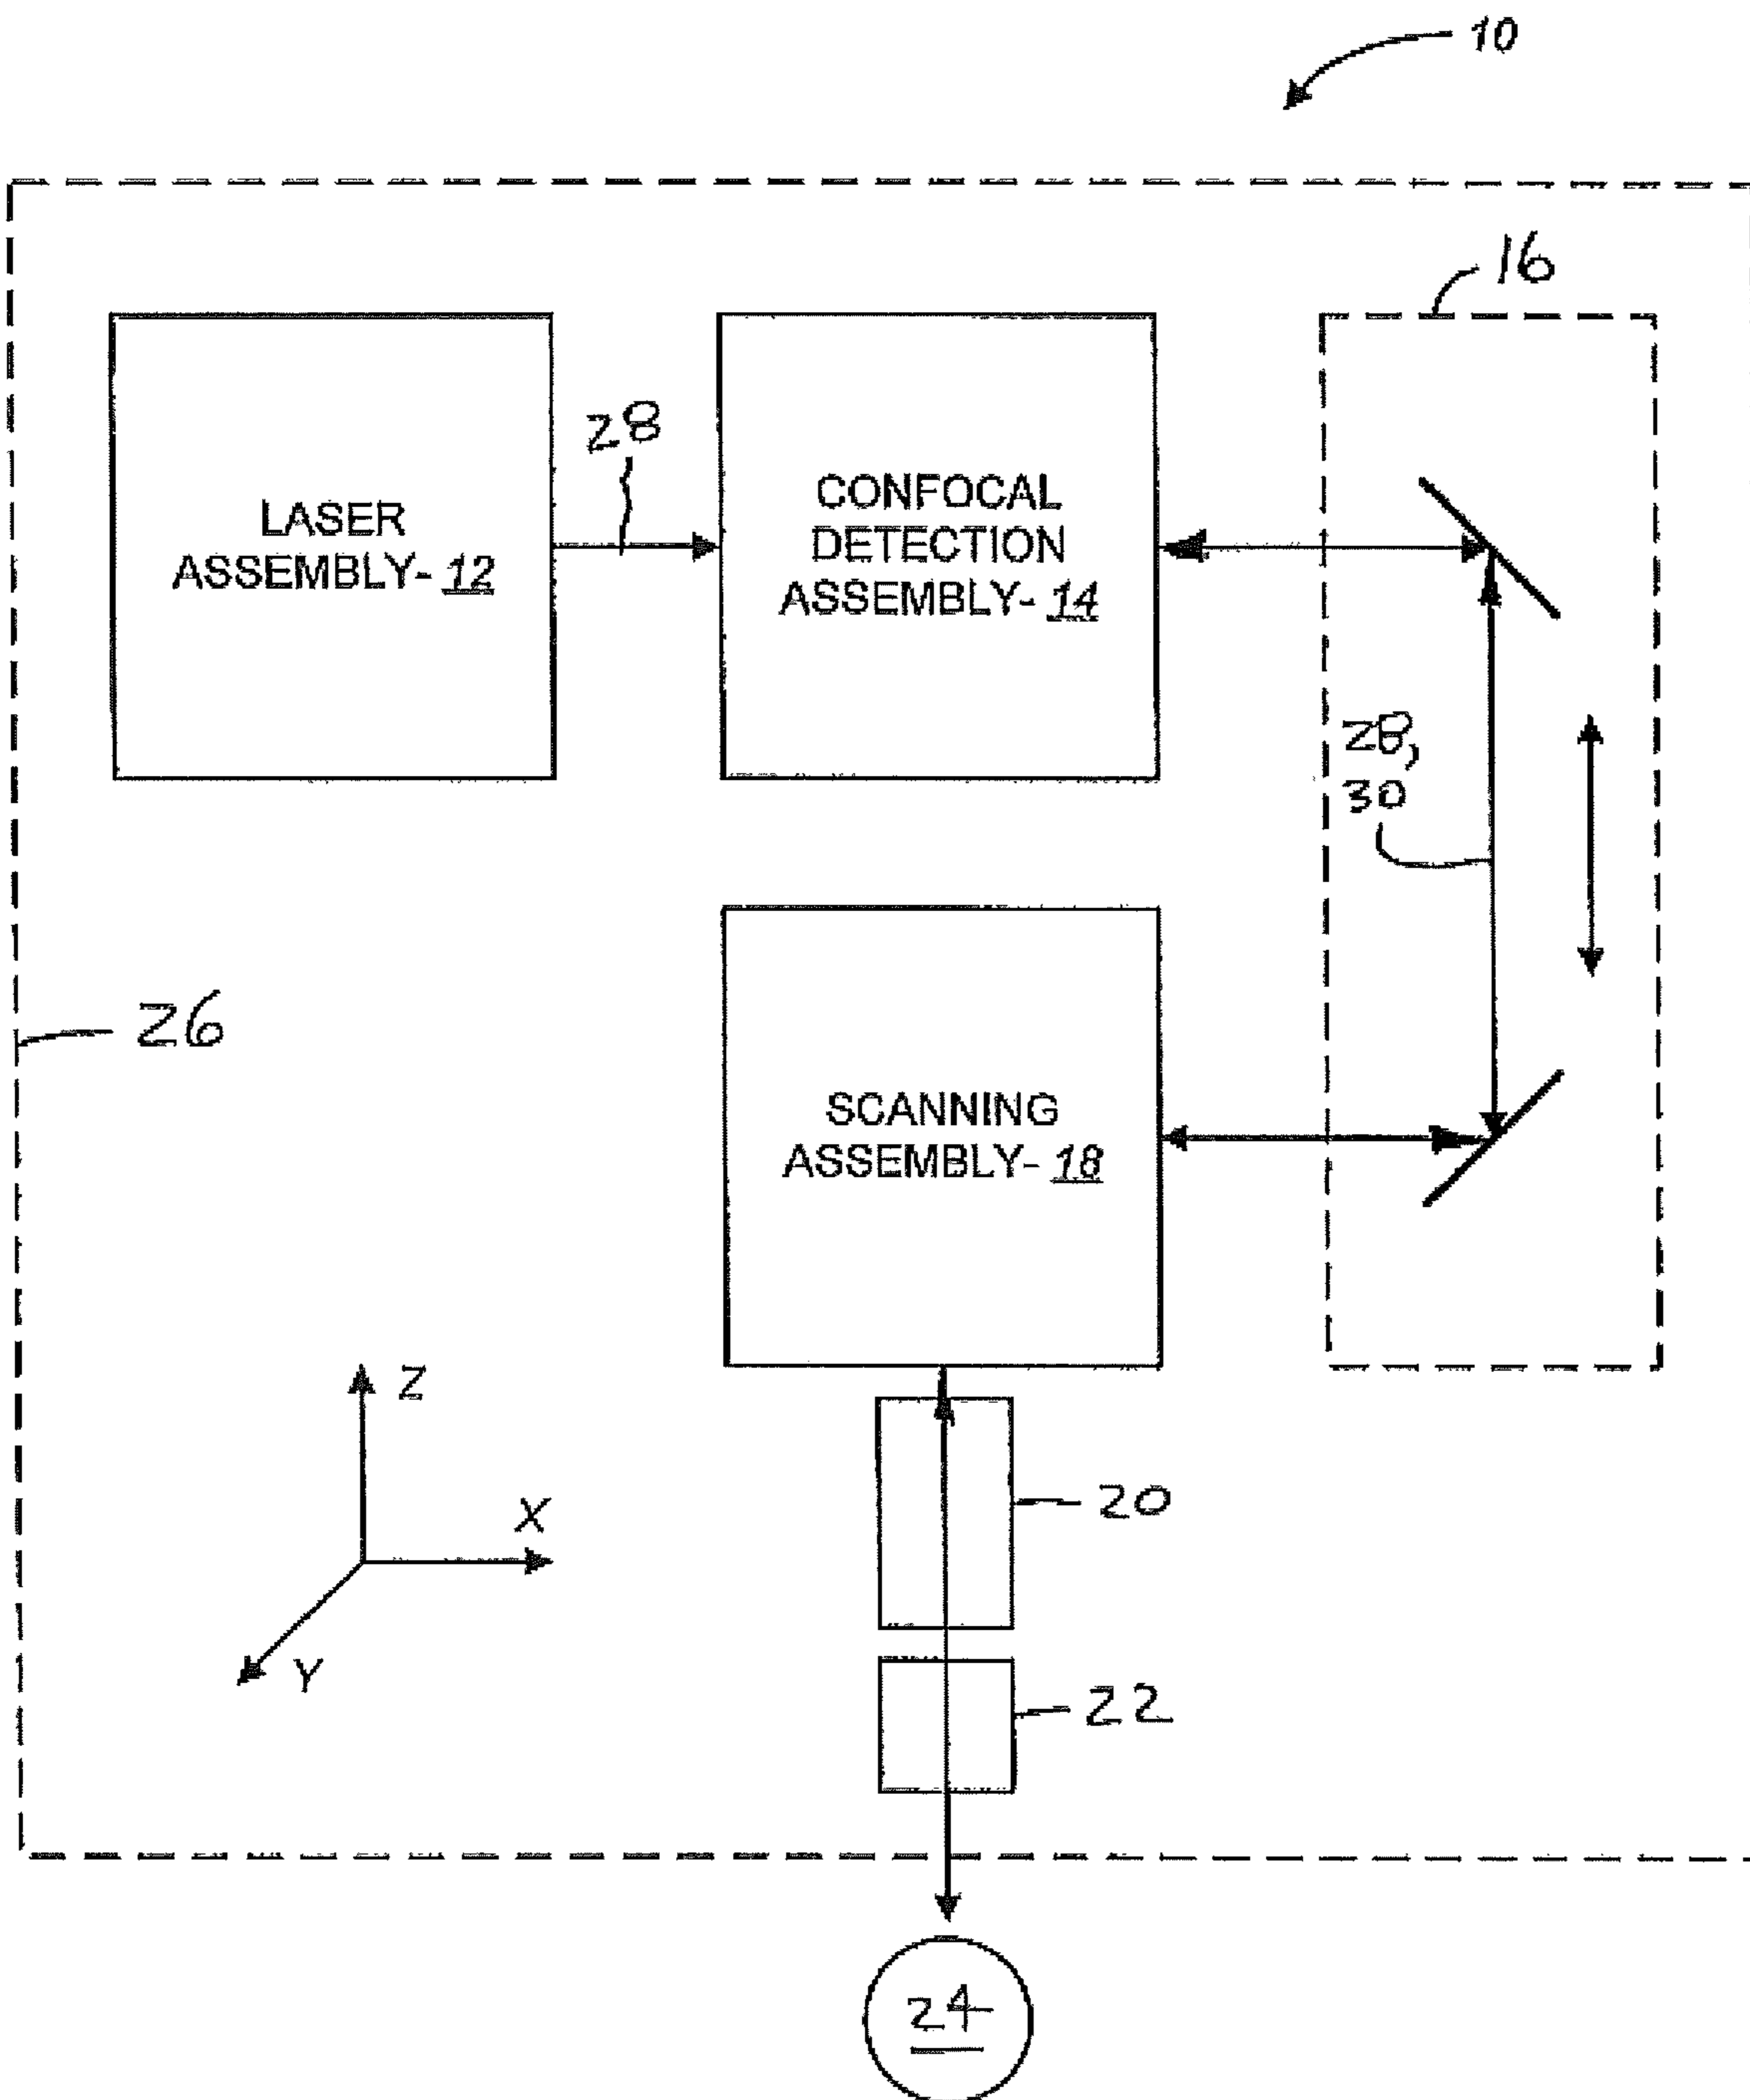 10
16
28
LASER
ASSEMBLY- 12
CONFOCAL
DETECTION
ASSEMBLY- 14
28,
30
26
SCANNING
ASSEMBLY- 18
Z
X
Y
20
22
24